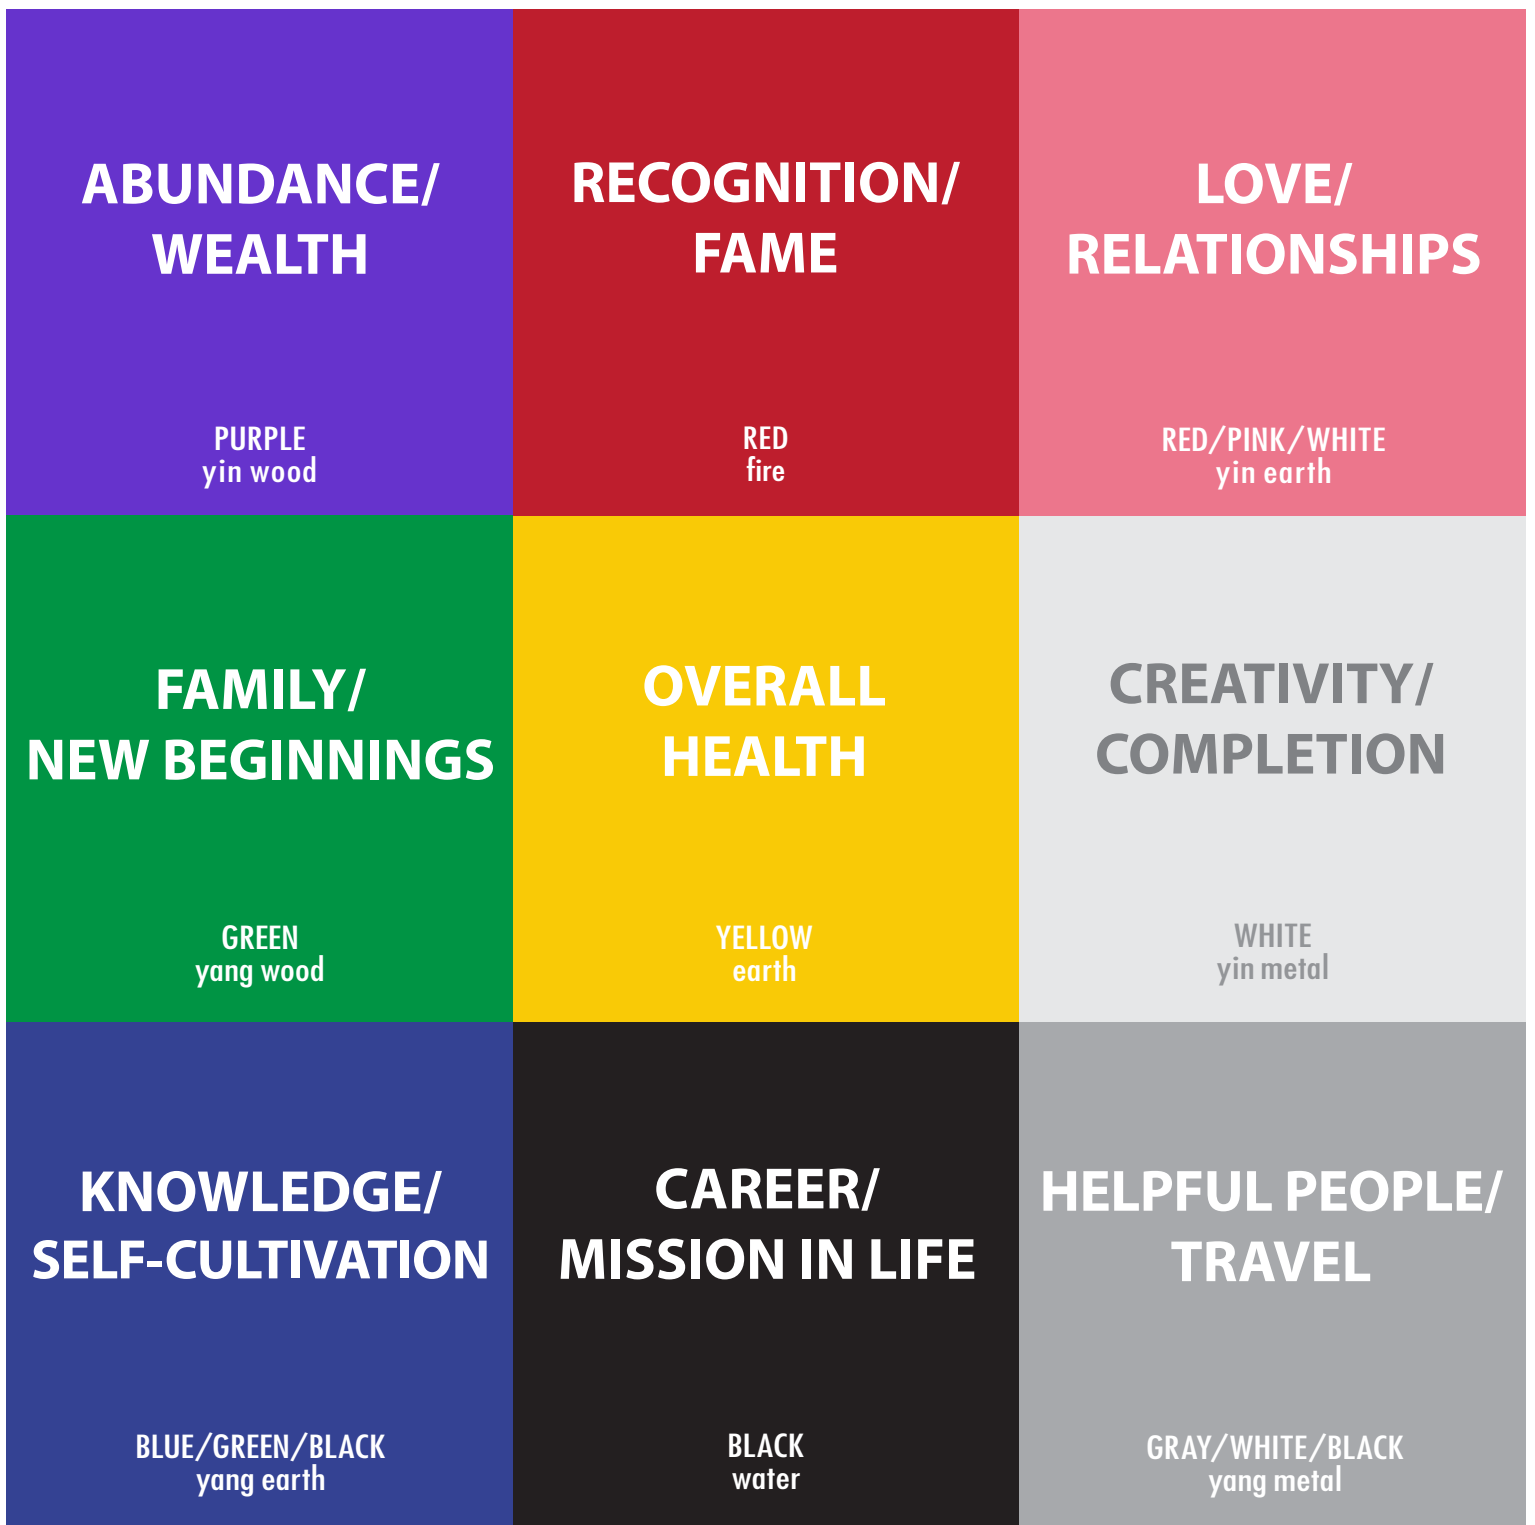 ABUNDANCE/
WEALTH
PURPLE
yin wood
RECOGNITION/
FAME
RED
fire
LOVE/
RELATIONSHIPS
RED/PINK/WHITE
yin earth
FAMILY/
NEW BEGINNINGS
GREEN
yang wood
OVERALL
HEALTH
YELLOW
earth
CREATIVITY/
COMPLETION
WHITE
yin metal
KNOWLEDGE/
SELF-CULTIVATION
BLUE/GREEN/BLACK
yang earth
CAREER/
MISSION IN LIFE
BLACK
water
HELPFUL PEOPLE/
TRAVEL
GRAY/WHITE/BLACK
yang metal